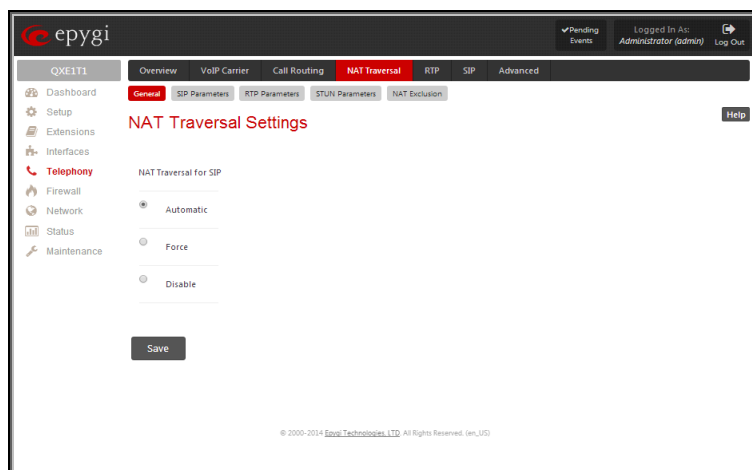 epygi
✔Pending Events
Logged In As: Administrator (admin)
Log Out
QXE1T1
Overview VoIP Carrier Call Routing NAT Traversal RTP SIP Advanced
Dashboard
Setup
Extensions
Interfaces
Telephony
Firewall
Network
Status
Maintenance
General SIP Parameters RTP Parameters STUN Parameters NAT Exclusion
Help
NAT Traversal Settings
NAT Traversal for SIP
Automatic
Force
Disable
Save
© 2000-2014 Epygi Technologies, LTD. All Rights Reserved. (en_US)